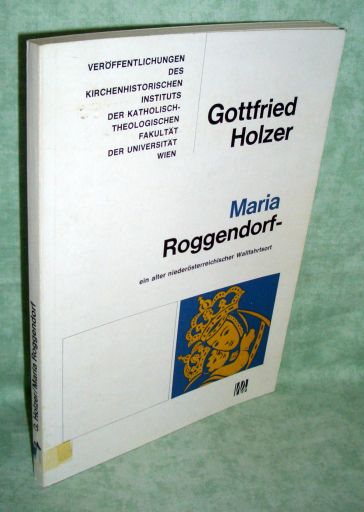 VERÖFFENTLICHUNGEN
DES
KIRCHENHISTORISCHEN
INSTITUTS
DER KATHOLISCH-
THEOLOGISCHEN
FAKULTÄT
DER UNIVERSITÄT
WIEN
Gottfried
Holzer
Maria
Roggendorf-
ein alter niederösterreichischer Wallfahrtsort
G. Holzer/Maria Roggendorf